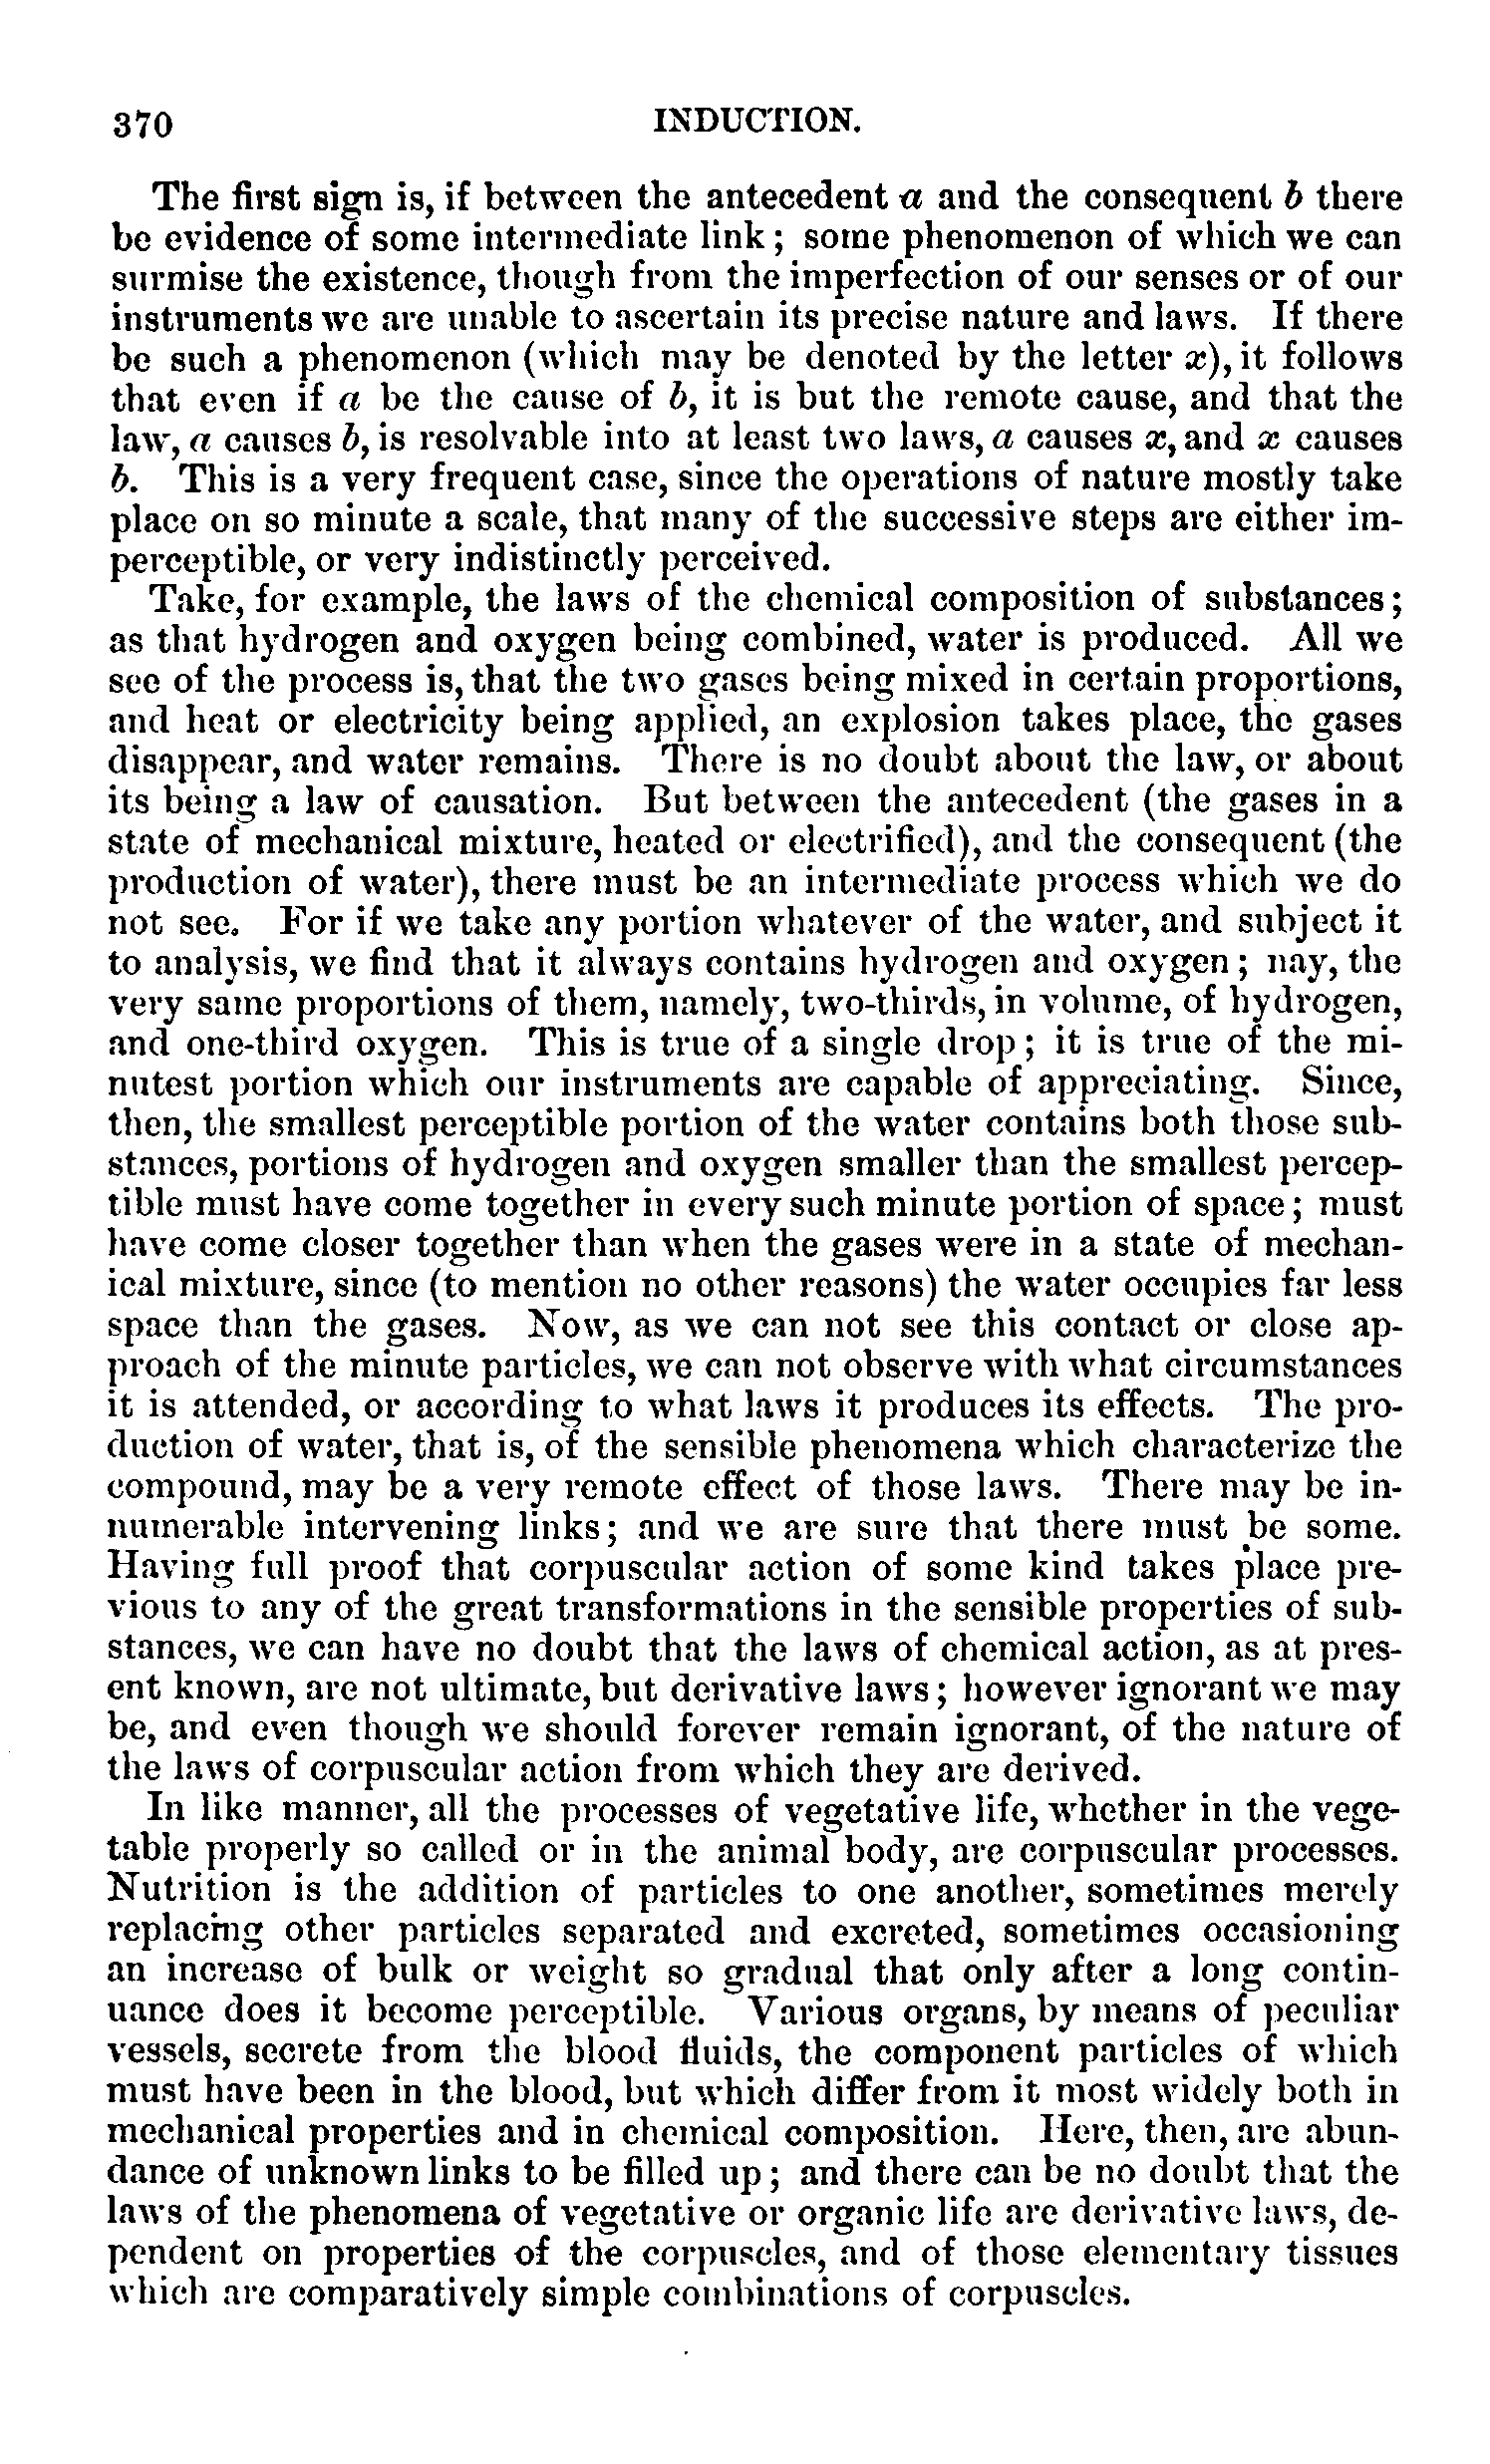 370 INDUCTION.
The first sign is, if between the antecedent a and the consequent b there
be evidence of some intermediate link; some phenomenon of which we can
surmise the existence, though from the imperfection of our senses or of our
instruments we are unable to ascertain its precise nature and laws. If there
be such a phenomenon (which may be denoted by the letter x), it follows
that even if a be the cause of b, it is but the remote cause, and that the
law, a causes b, is resolvable into at least two laws, a causes x, and x causes
b. This is a very frequent case, since the operations of nature mostly take
place on so minute a scale, that many of the successive steps are either im-
perceptible, or very indistinctly perceived.
Take, for example, the laws of the chemical composition of substances;
as that hydrogen and oxygen being combined, water is produced. All we
see of the process is, that the two gases being mixed in certain proportions,
and heat or electricity being applied, an explosion takes place, the gases
disappear, and water remains. There is no doubt about the law, or about
its being a law of causation. But between the antecedent (the gases in a
state of mechanical mixture, heated or electrified), and the consequent (the
production of water), there must be an intermediate process which we do
not see. For if we take any portion whatever of the water, and subject it
to analysis, we find that it always contains hydrogen and oxygen; nay, the
very same proportions of them, namely, two-thirds, in volume, of hydrogen,
and one-third oxygen. This is true of a single drop; it is true of the mi-
nutest portion which our instruments are capable of appreciating. Since,
then, the smallest perceptible portion of the water contains both those sub-
stances, portions of hydrogen and oxygen smaller than the smallest percep-
tible must have come together in every such minute portion of space; must
have come closer together than when the gases were in a state of mechan-
ical mixture, since (to mention no other reasons) the water occupies far less
space than the gases. Now, as we can not see this contact or close ap-
proach of the minute particles, we can not observe with what circumstances
it is attended, or according to what laws it produces its effects. The pro-
duction of water, that is, of the sensible phenomena which characterize the
compound, may be a very remote effect of those laws. There may be in-
numerable intervening links; and we are sure that there must be some.
Having full proof that corpuscular action of some kind takes place pre-
vious to any of the great transformations in the sensible properties of sub-
stances, we can have no doubt that the laws of chemical action, as at pres-
ent known, are not ultimate, but derivative laws; however ignorant we may
be, and even though we should forever remain ignorant, of the nature of
the laws of corpuscular action from which they are derived.
In like manner, all the processes of vegetative life, whether in the vege-
table properly so called or in the animal body, are corpuscular processes.
Nutrition is the addition of particles to one another, sometimes merely
replacing other particles separated and excreted, sometimes occasioning
an increase of bulk or weight so gradual that only after a long contin-
uance does it become perceptible. Various organs, by means of peculiar
vessels, secrete from the blood fluids, the component particles of which
must have been in the blood, but which differ from it most widely both in
mechanical properties and in chemical composition. Here, then, are abun-
dance of unknown links to be filled up; and there can be no doubt that the
laws of the phenomena of vegetative or organic life are derivative laws, de-
pendent on properties of the corpuscles, and of those elementary tissues
which are comparatively simple combinations of corpuscles.